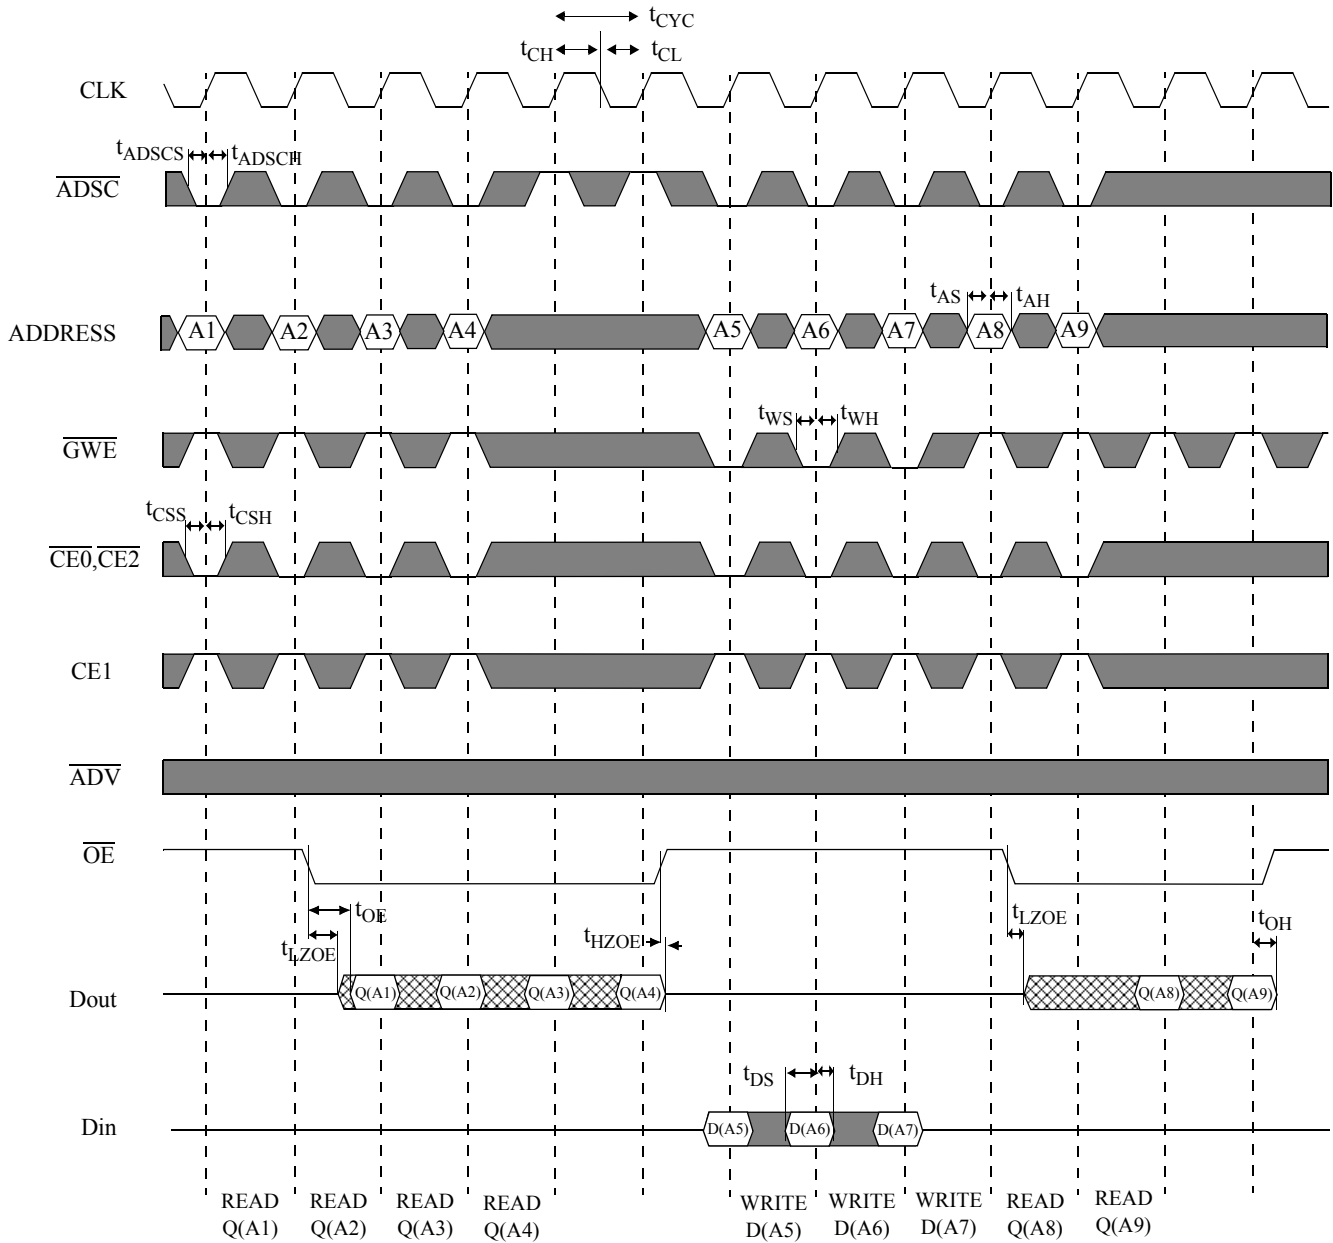 tCYC
tCH tCL
CLK
tADSCS tADSCH
ADSC
tAS tAH
ADDRESS A1 A2 A3 A4 A5 A6 A7 A8 A9
tWS tWH
GWE
tCSS tCSH
CE0,CE2
CE1
ADV
OE
tOE tLZOE tHZOE tLZOE tOH
Dout Q(A1) Q(A2) Q(A3) Q(A4) Q(A8) Q(A9)
tDS tDH
Din D(A5) D(A6) D(A7)
READ READ READ READ WRITE WRITE WRITE READ READ
Q(A1) Q(A2) Q(A3) Q(A4) D(A5) D(A6) D(A7) Q(A8) Q(A9)